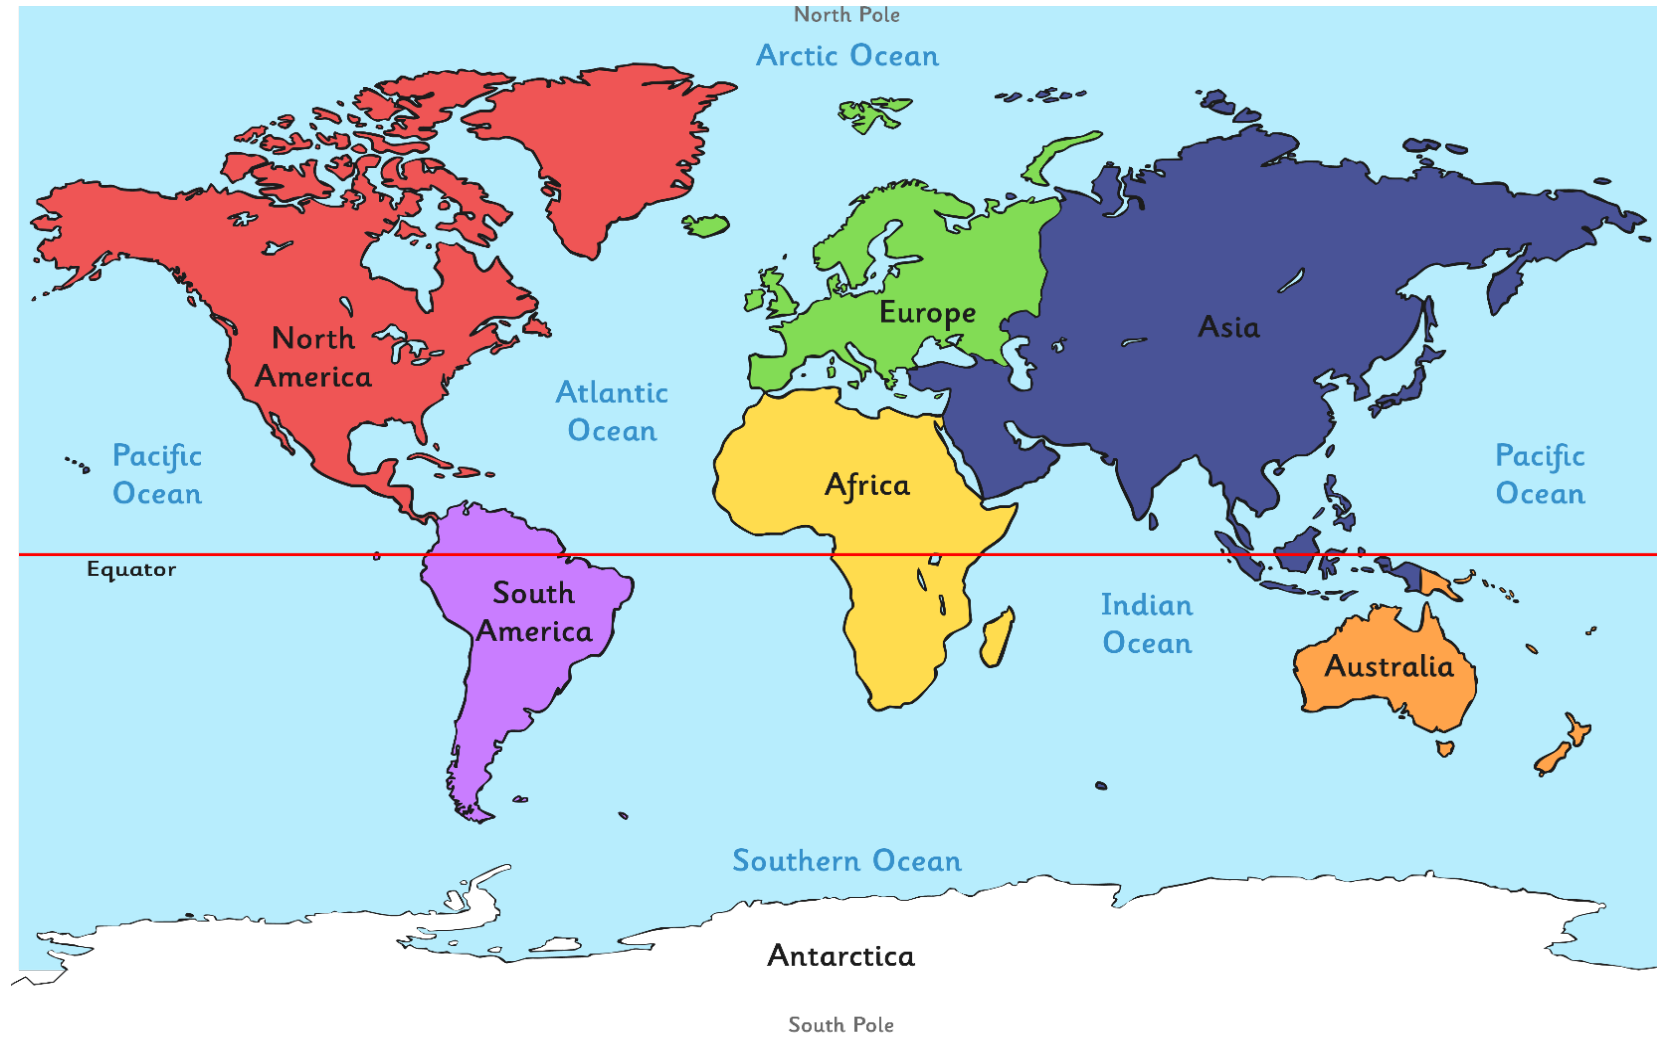 North Pole
Arctic Ocean
Europe
Asia
North
America
Atlantic
Ocean
Pacific
Ocean
Pacific
Ocean
Africa
Equator
South
America
Indian
Ocean
Australia
Southern Ocean
Antarctica
South Pole